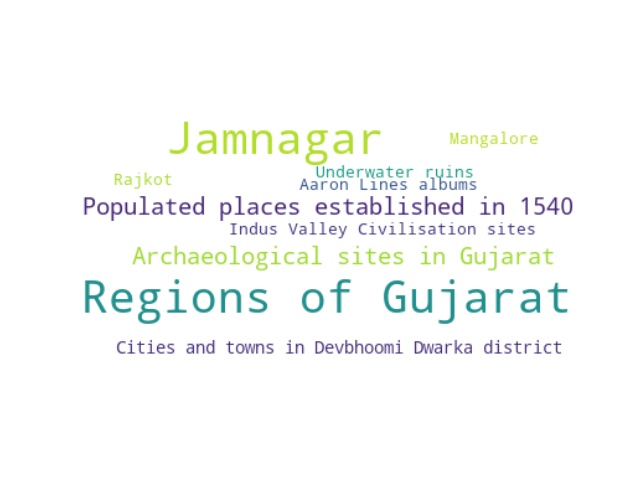 Jamnagar
Mangalore
Underwater ruins
Rajkot
Aaron Lines albums
Populated places established in 1540
Indus Valley Civilisation sites
Archaeological sites in Gujarat
Regions of Gujarat
Cities and towns in Devbhoomi Dwarka district